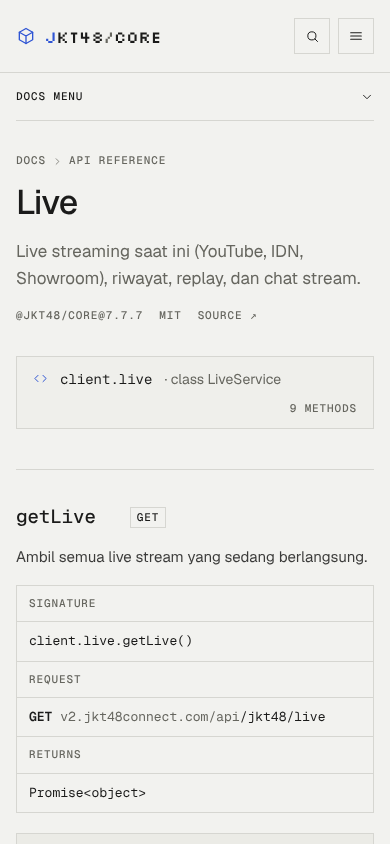 JKT48/CORE
DOCS MENU
DOCS › API REFERENCE
Live
Live streaming saat ini (YouTube, IDN,
Showroom), riwayat, replay, dan chat stream.
@JKT48/CORE@7.7.7 MIT SOURCE ↗
<> client.live · class LiveService
9 METHODS
getLive GET
Ambil semua live stream yang sedang berlangsung.
SIGNATURE
client.live.getLive()
REQUEST
GET v2.jkt48connect.com/api/jkt48/live
RETURNS
Promise<object>